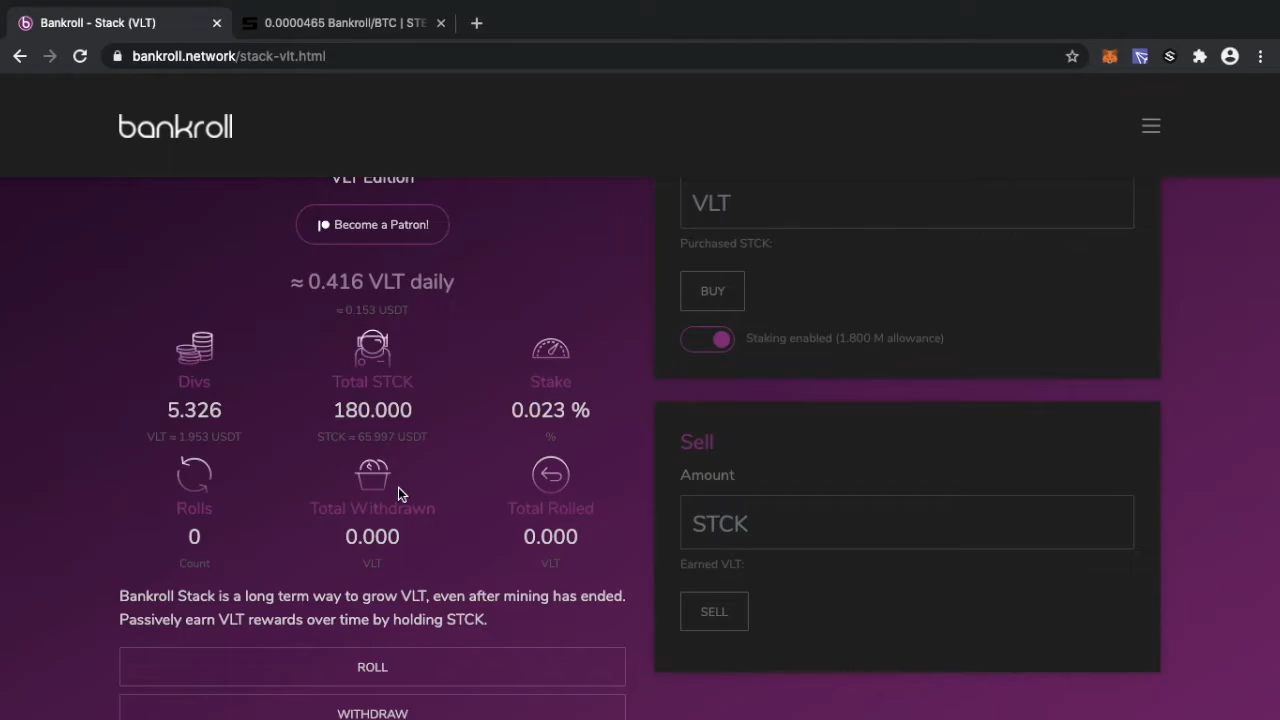 Bankroll - Stack (VLT)
0.0000465 Bankroll/BTC | STE
bankroll.network/stack-vlt.html
bankroll
VLT Edition
Become a Patron!
≈ 0.416 VLT daily
≈ 0.153 USDT
Divs
5.326
VLT ≈ 1.953 USDT
Total STCK
180.000
STCK ≈ 65.997 USDT
Stake
0.023 %
%
Rolls
0
Count
Total Withdrawn
0.000
VLT
Total Rolled
0.000
VLT
Bankroll Stack is a long term way to grow VLT, even after mining has ended.
Passively earn VLT rewards over time by holding STCK.
ROLL
WITHDRAW
VLT
Purchased STCK:
BUY
Staking enabled (1.800 M allowance)
Sell
Amount
STCK
Earned VLT:
SELL